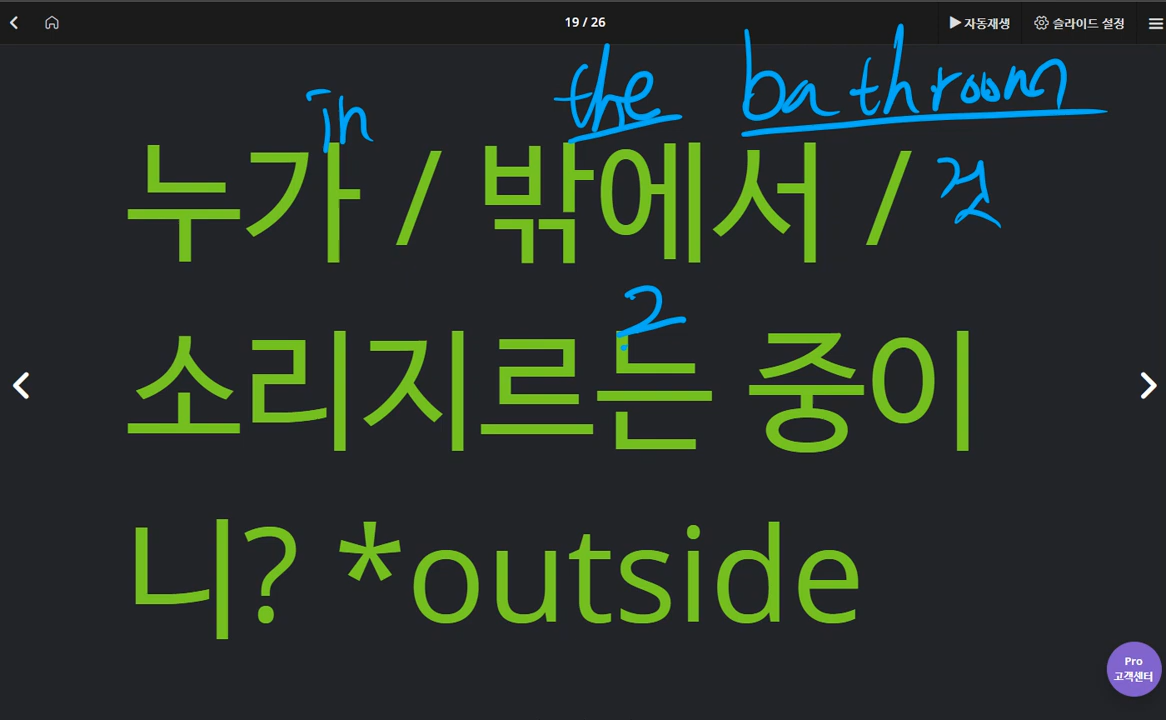 19 / 26
▶ 자동재생
슬라이드 설정
in the bathroom
누가 / 밖에서 /
소리지르는 중이
2
니? *outside
Pro
고객센터